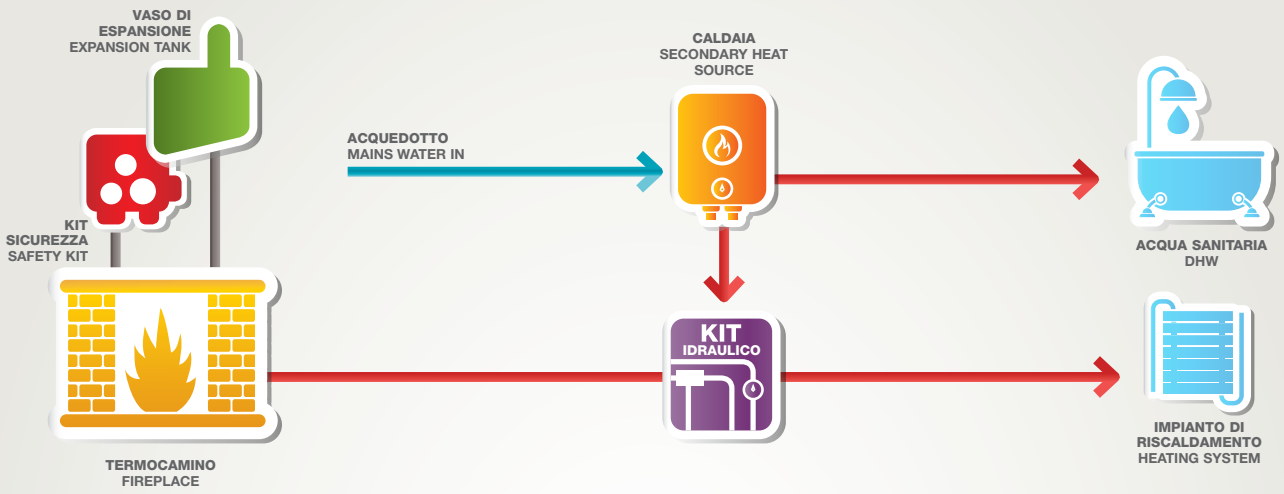 VASO DI
ESPANSIONE
EXPANSION TANK
CALDAIA
SECONDARY HEAT
SOURCE
ACQUEDOTTO
MAINS WATER IN
KIT
SICUREZZA
SAFETY KIT
ACQUA SANITARIA
DHW
KIT
IDRAULICO
TERMOCAMINO
FIREPLACE
IMPIANTO DI
RISCALDAMENTO
HEATING SYSTEM